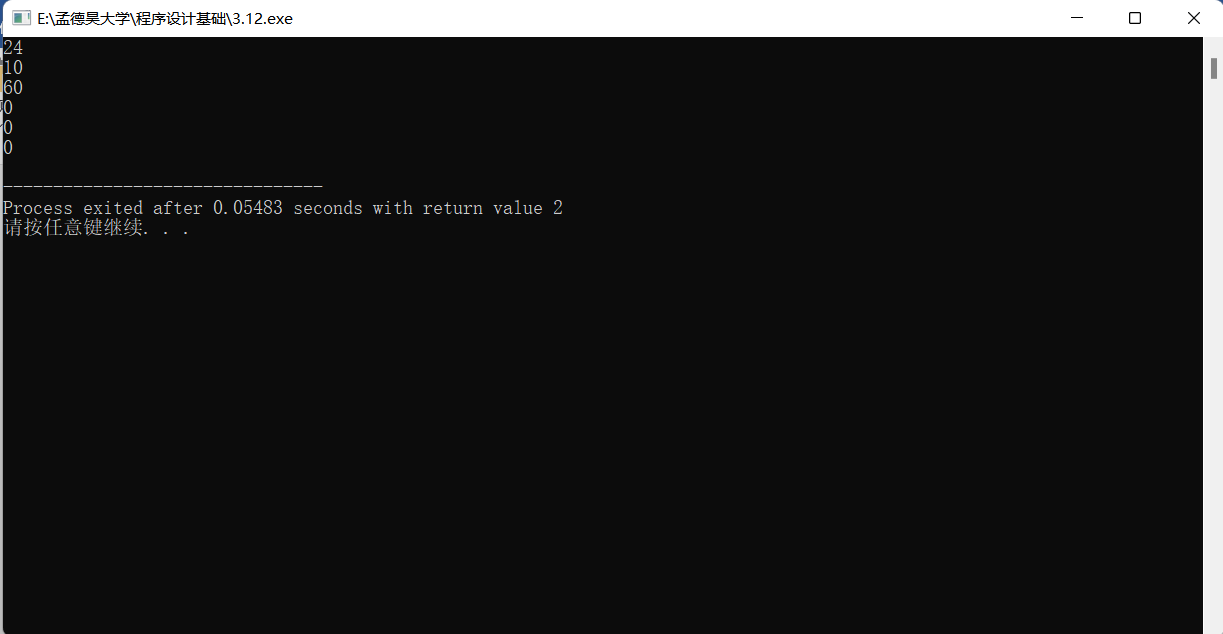 E:\孟德昊大学\程序设计基础\3.12.exe
24
10
60
0
0
0
--------------------------------
Process exited after 0.05483 seconds with return value 2
请按任意键继续. . .